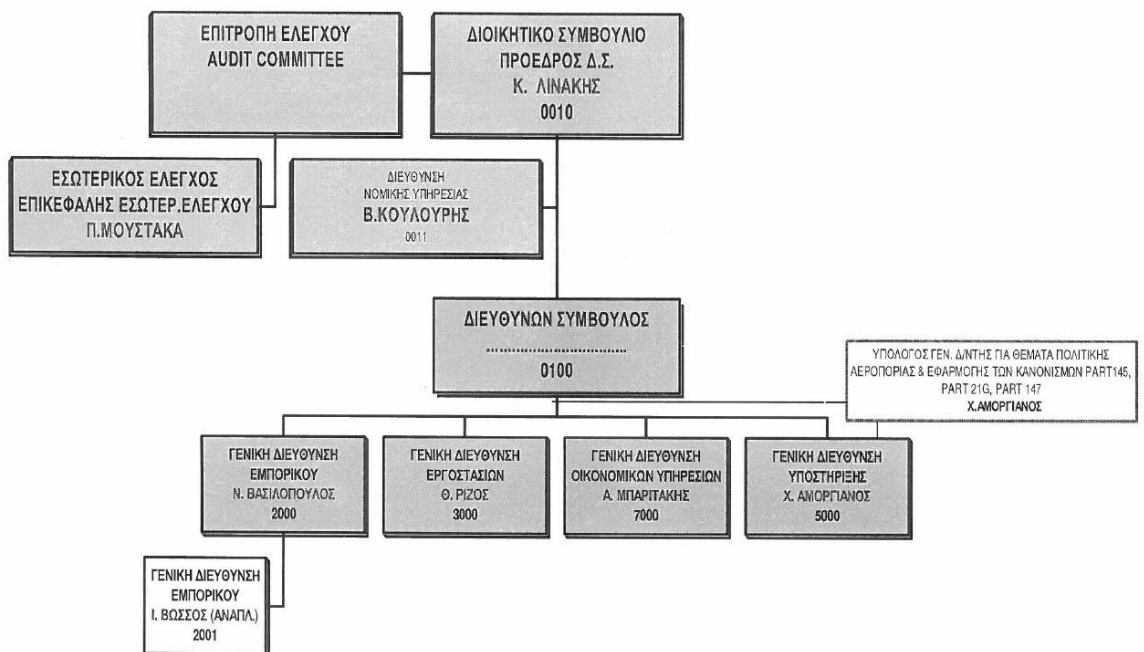 ΕΠΙΤΡΟΠΗ ΕΛΕΓΧΟΥ
AUDIT COMMITTEE
ΔΙΟΙΚΗΤΙΚΟ ΣΥΜΒΟΥΛΙΟ
ΠΡΟΕΔΡΟΣ Δ.Σ.
Κ. ΛΙΝΑΚΗΣ
0010
ΕΣΩΤΕΡΙΚΟΣ ΕΛΕΓΧΟΣ
ΕΠΙΚΕΦΑΛΗΣ ΕΣΩΤΕΡ.ΕΛΕΓΧΟΥ
Π.ΜΟΥΣΤΑΚΑ
ΔΙΕΥΘΥΝΣΗ
ΝΟΜΙΚΗΣ ΥΠΗΡΕΣΙΑΣ
Β.ΚΟΥΛΟΥΡΗΣ
0011
ΔΙΕΥΘΥΝΩΝ ΣΥΜΒΟΥΛΟΣ
..................................
0100
ΥΠΟΛΟΓΟΣ ΓΕΝ. Δ/ΝΤΗΣ ΓΙΑ ΘΕΜΑΤΑ ΠΟΛΙΤΙΚΗΣ
ΑΕΡΟΠΟΡΙΑΣ & ΕΦΑΡΜΟΓΗΣ ΤΩΝ ΚΑΝΟΝΙΣΜΩΝ PART145,
PART 21G, PART 147
Χ.ΑΜΟΡΓΙΑΝΟΣ
ΓΕΝΙΚΗ ΔΙΕΥΘΥΝΣΗ
ΕΜΠΟΡΙΚΟΥ
Ν. ΒΑΣΙΛΟΠΟΥΛΟΣ
2000
ΓΕΝΙΚΗ ΔΙΕΥΘΥΝΣΗ
ΕΡΓΟΣΤΑΣΙΩΝ
Θ. ΡΙΖΟΣ
3000
ΓΕΝΙΚΗ ΔΙΕΥΘΥΝΣΗ
ΟΙΚΟΝΟΜΙΚΩΝ ΥΠΗΡΕΣΙΩΝ
Α. ΜΠΑΡΙΤΑΚΗΣ
7000
ΓΕΝΙΚΗ ΔΙΕΥΘΥΝΣΗ
ΥΠΟΣΤΗΡΙΞΗΣ
Χ. ΑΜΟΡΓΙΑΝΟΣ
5000
ΓΕΝΙΚΗ ΔΙΕΥΘΥΝΣΗ
ΕΜΠΟΡΙΚΟΥ
Ι. ΒΩΣΣΟΣ (ΑΝΑΠΛ.)
2001